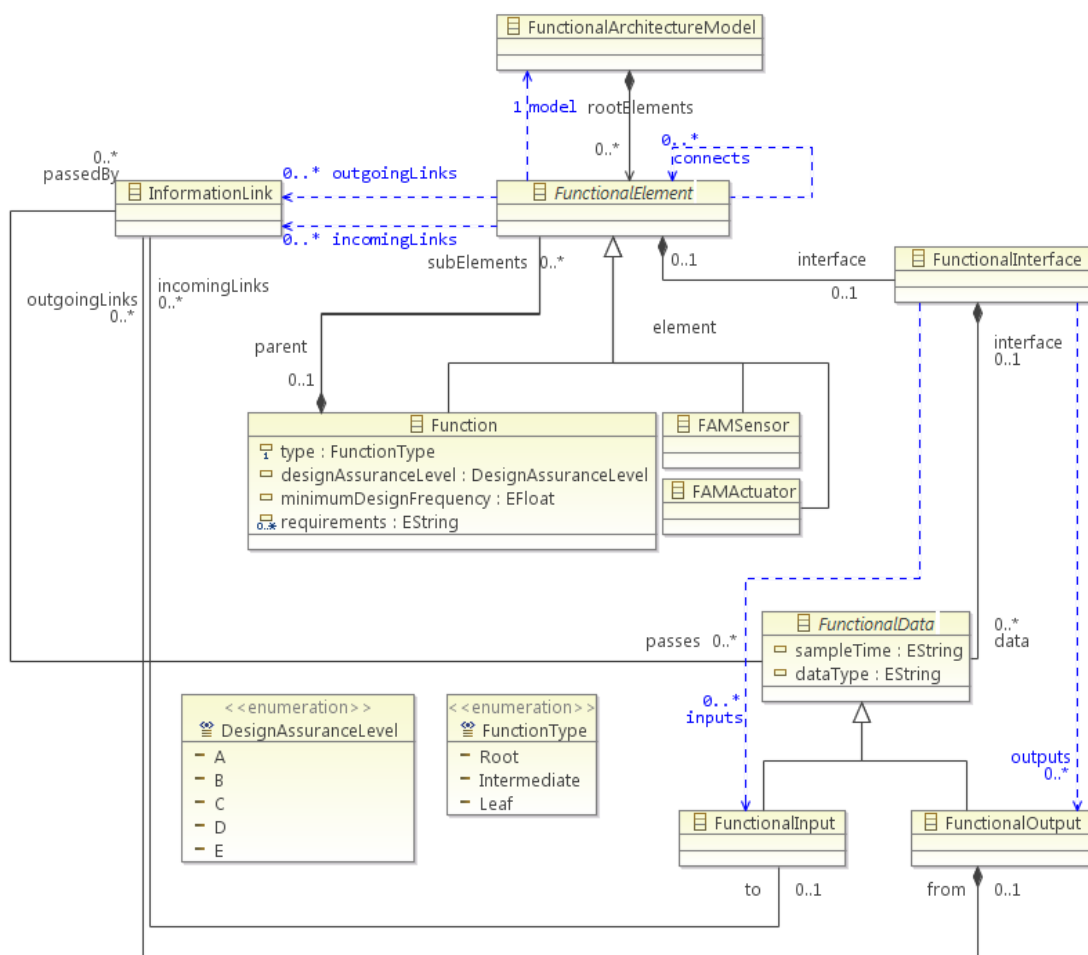 FunctionalArchitectureModel
1 model
rootElements
0..*
0..*
connects
0..*
passedBy
InformationLink
0..* outgoingLinks
FunctionalElement
0..* incomingLinks
subElements 0..*
0..1
interface
0..1
FunctionalInterface
outgoingLinks
0..*
incomingLinks
0..*
parent
0..1
element
interface
0..1
Function
type : FunctionType
designAssuranceLevel : DesignAssuranceLevel
minimumDesignFrequency : EFloat
requirements : EString
1
0..*
FAMSensor
FAMActuator
passes 0..*
FunctionalData
sampleTime : EString
dataType : EString
0..*
data
0..*
inputs
outputs
0..*
<<enumeration>>
DesignAssuranceLevel
A
B
C
D
E
<<enumeration>>
FunctionType
Root
Intermediate
Leaf
FunctionalInput
FunctionalOutput
to 0..1
from 0..1